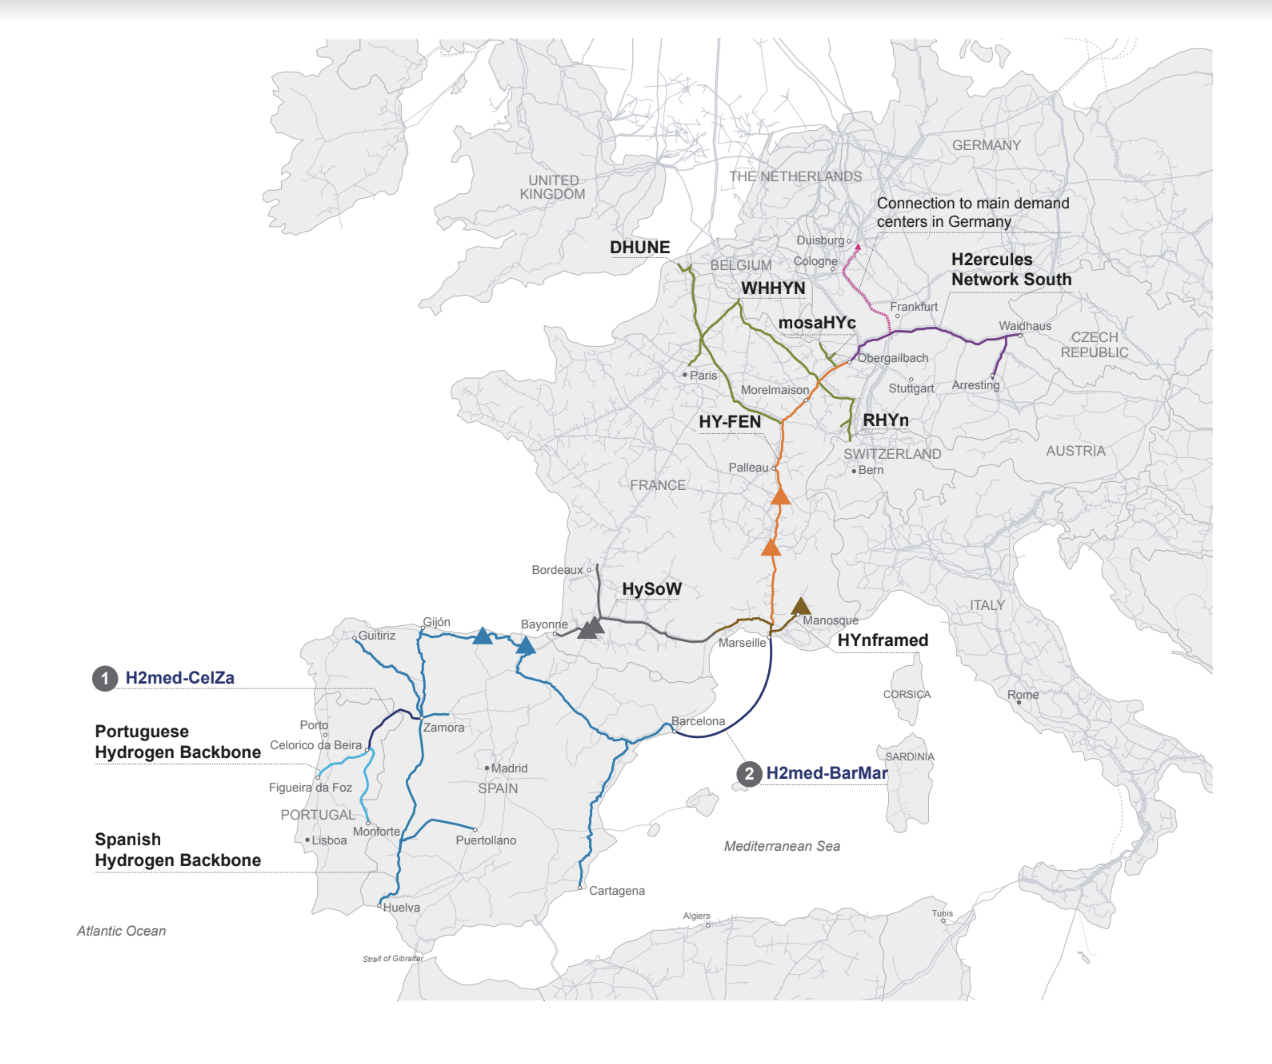 GERMANY
THE NETHERLANDS
UNITED
KINGDOM
Connection to main demand
centers in Germany
Duisburg
DHUNE
Cologne
BELGIUM
H2ercules
Network South
WHHYN
Frankfurt
mosaHYc
Waidhaus
CZECH
REPUBLIC
Obergailbach
Paris
Morelmaison
Stuttgart
Arresting
HY-FEN
RHYn
SWITZERLAND
AUSTRIA
Palleau
Bern
FRANCE
Bordeaux
HySoW
ITALY
Gijón
Bayonne
Manosque
Guitiriz
Marseille
HYnframed
1 H2med-CelZa
CORSICA
Rome
Barcelona
Porto
Zamora
Portuguese
Hydrogen Backbone
Celorico da Beira
SARDINIA
Madrid
2 H2med-BarMar
Figueira da Foz
SPAIN
PORTUGAL
Monforte
Lisboa
Puertollano
Spanish
Hydrogen Backbone
Mediterranean Sea
Cartagena
Huelva
Algiers
Tunis
Atlantic Ocean
Strait of Gibraltar